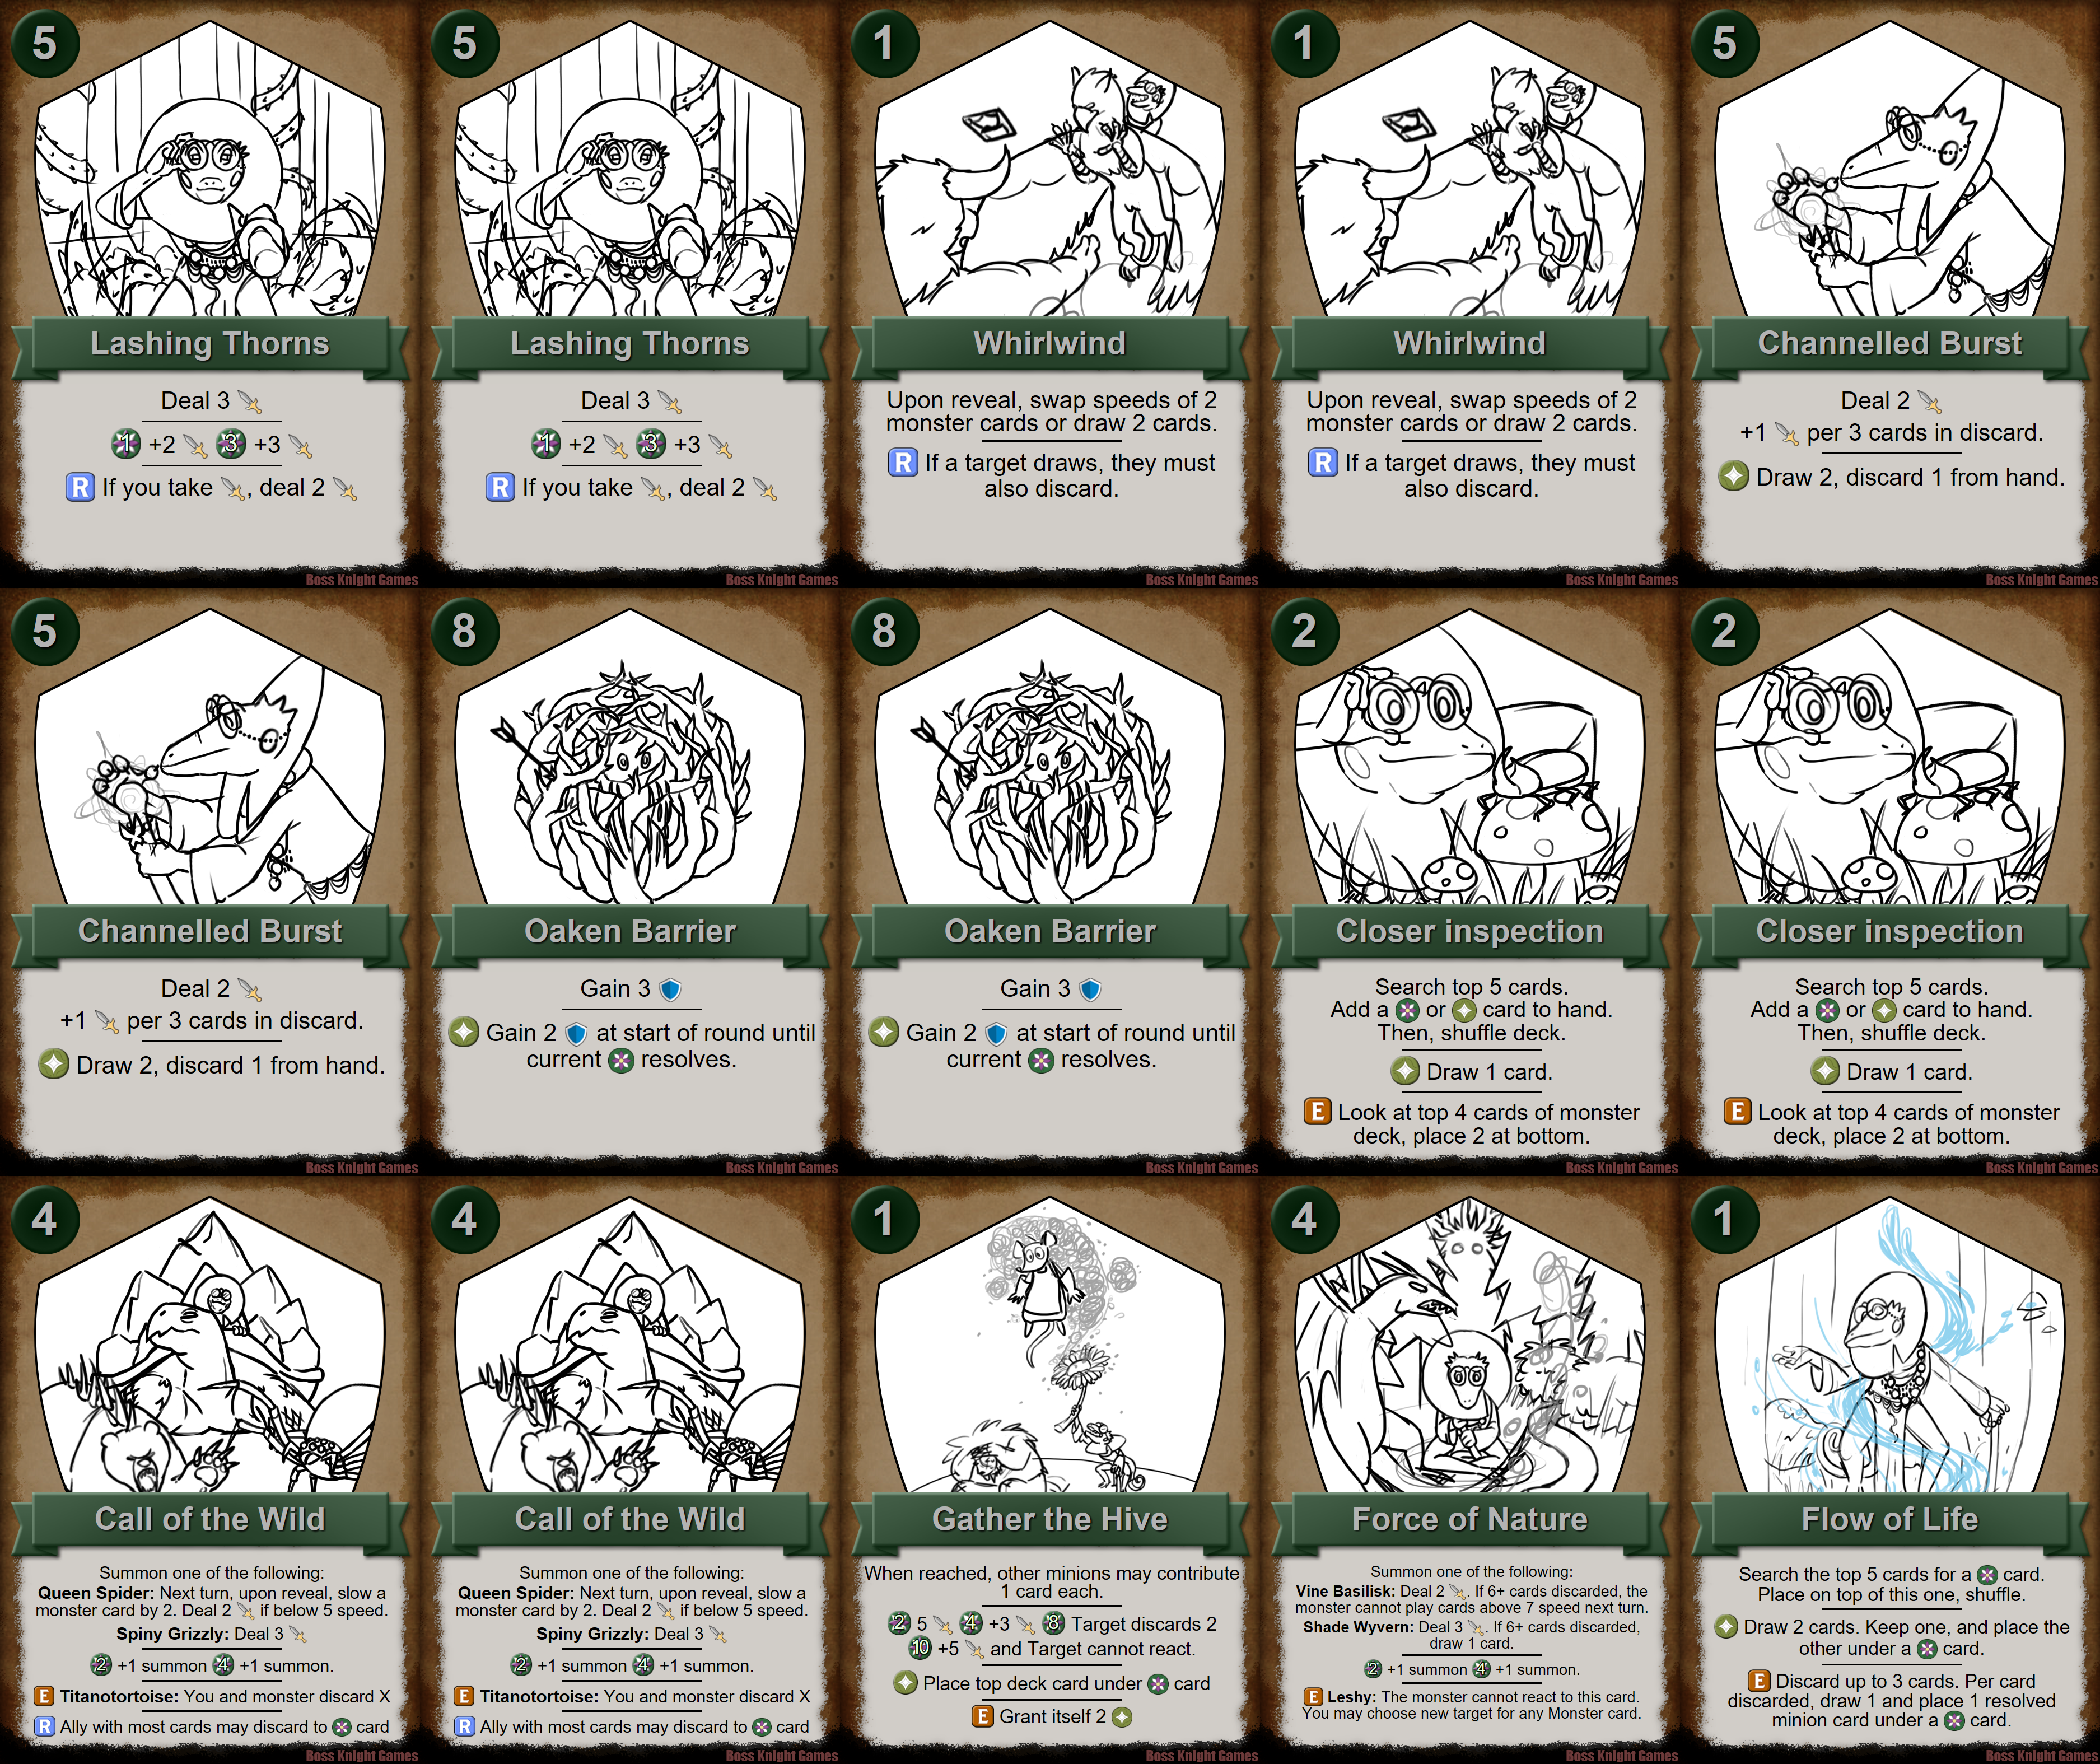 5
Lashing Thorns
Deal 3
1 +2 3 +3
R If you take , deal 2
Boss Knight Games
5
Lashing Thorns
Deal 3
1 +2 3 +3
R If you take , deal 2
Boss Knight Games
1
Whirlwind
Upon reveal, swap speeds of 2
monster cards or draw 2 cards.
R If a target draws, they must
also discard.
Boss Knight Games
1
Whirlwind
Upon reveal, swap speeds of 2
monster cards or draw 2 cards.
R If a target draws, they must
also discard.
Boss Knight Games
5
Channelled Burst
Deal 2
+1 per 3 cards in discard.
Draw 2, discard 1 from hand.
Boss Knight Games
5
Channelled Burst
Deal 2
+1 per 3 cards in discard.
Draw 2, discard 1 from hand.
Boss Knight Games
8
Oaken Barrier
Gain 3
Gain 2 at start of round until
current resolves.
Boss Knight Games
8
Oaken Barrier
Gain 3
Gain 2 at start of round until
current resolves.
Boss Knight Games
2
Closer inspection
Search top 5 cards.
Add a or card to hand.
Then, shuffle deck.
Draw 1 card.
E Look at top 4 cards of monster
deck, place 2 at bottom.
Boss Knight Games
2
Closer inspection
Search top 5 cards.
Add a or card to hand.
Then, shuffle deck.
Draw 1 card.
E Look at top 4 cards of monster
deck, place 2 at bottom.
Boss Knight Games
4
Call of the Wild
Summon one of the following:
Queen Spider: Next turn, upon reveal, slow a
monster card by 2. Deal 2 if below 5 speed.
Spiny Grizzly: Deal 3
2 +1 summon 4 +1 summon.
E Titanotortoise: You and monster discard X
R Ally with most cards may discard to card
Boss Knight Games
4
Call of the Wild
Summon one of the following:
Queen Spider: Next turn, upon reveal, slow a
monster card by 2. Deal 2 if below 5 speed.
Spiny Grizzly: Deal 3
2 +1 summon 4 +1 summon.
E Titanotortoise: You and monster discard X
R Ally with most cards may discard to card
Boss Knight Games
1
Gather the Hive
When reached, other minions may contribute
1 card each.
2 5 4 +3 8 Target discards 2
10 +5 and Target cannot react.
Place top deck card under card
E Grant itself 2
Boss Knight Games
4
Force of Nature
Summon one of the following:
Vine Basilisk: Deal 2 . If 6+ cards discarded, the
monster cannot play cards above 7 speed next turn.
Shade Wyvern: Deal 3 . If 6+ cards discarded,
draw 1 card.
2 +1 summon 4 +1 summon.
E Leshy: The monster cannot react to this card.
You may choose new target for any Monster card.
Boss Knight Games
1
Flow of Life
Search the top 5 cards for a card.
Place on top of this one, shuffle.
Draw 2 cards. Keep one, and place the
other under a card.
E Discard up to 3 cards. Per card
discarded, draw 1 and place 1 resolved
minion card under a card.
Boss Knight Games